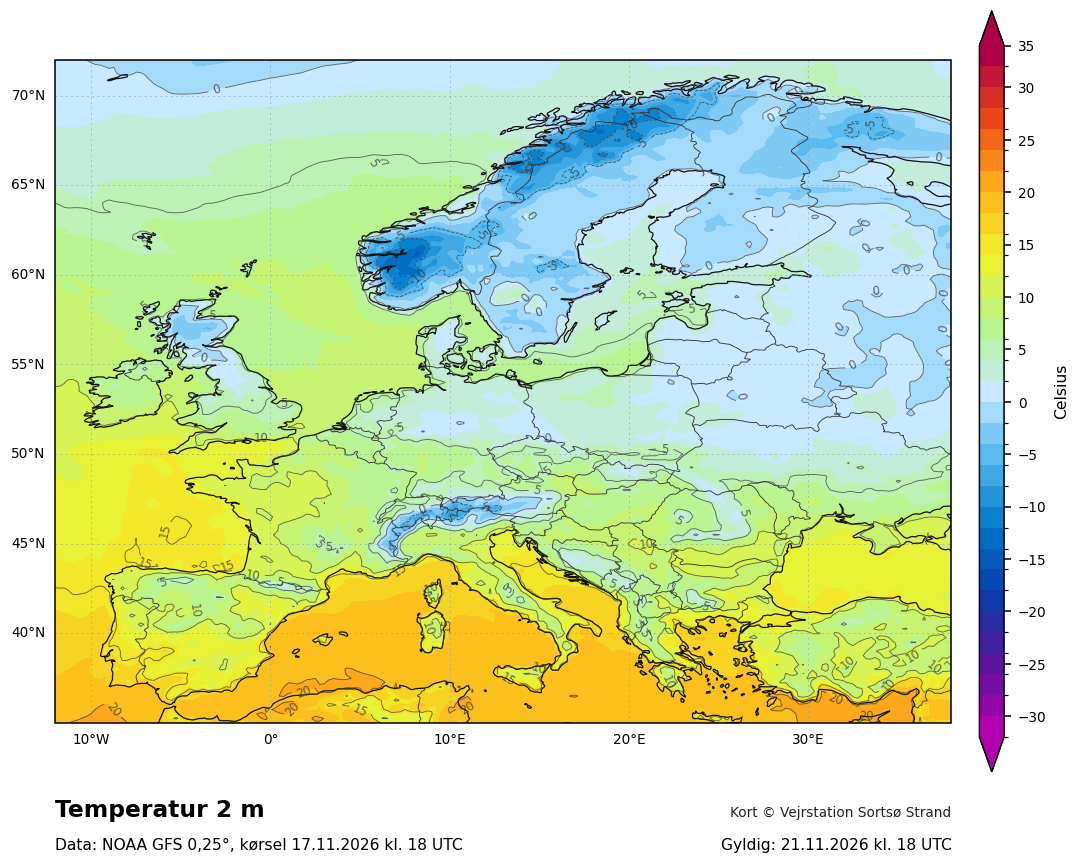 70°N
65°N
60°N
55°N
50°N
45°N
40°N
10°W
0°
10°E
20°E
30°E
35
30
25
20
15
10
5
0
−5
−10
−15
−20
−25
−30
Celsius
Temperatur 2 m
Kort © Vejrstation Sortsø Strand
Data: NOAA GFS 0,25°, kørsel 17.11.2026 kl. 18 UTC
Gyldig: 21.11.2026 kl. 18 UTC